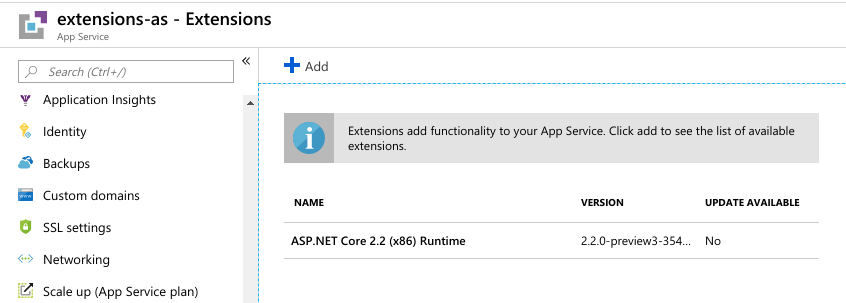 extensions-as - Extensions
App Service
Search (Ctrl+/)
«
Application Insights
Identity
Backups
Custom domains
SSL settings
Networking
Scale up (App Service plan)
Add
Extensions add functionality to your App Service. Click add to see the list of available
extensions.
NAME VERSION UPDATE AVAILABLE
ASP.NET Core 2.2 (x86) Runtime 2.2.0-preview3-354... No